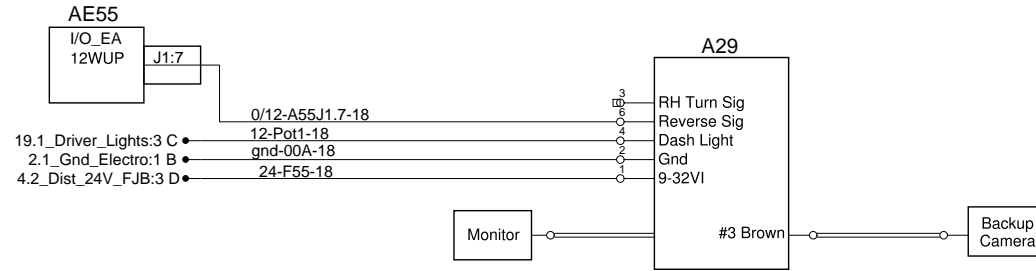 AE55
I/O_EA
12WUP
J1:7
A29
3
RH Turn Sig
0/12-A55J1.7-18
6
Reverse Sig
19.1_Driver_Lights:3 C
12-Pot1-18
4
Dash Light
2.1_Gnd_Electro:1 B
gnd-00A-18
2
Gnd
4.2_Dist_24V_FJB:3 D
24-F55-18
1
9-32VI
Monitor
#3 Brown
Backup
Camera